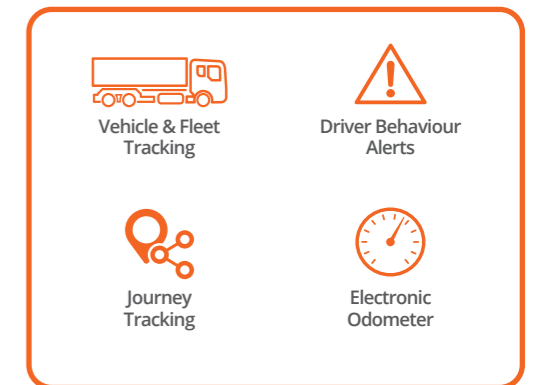 Vehicle & Fleet
Tracking
Driver Behaviour
Alerts
Journey
Tracking
Electronic
Odometer